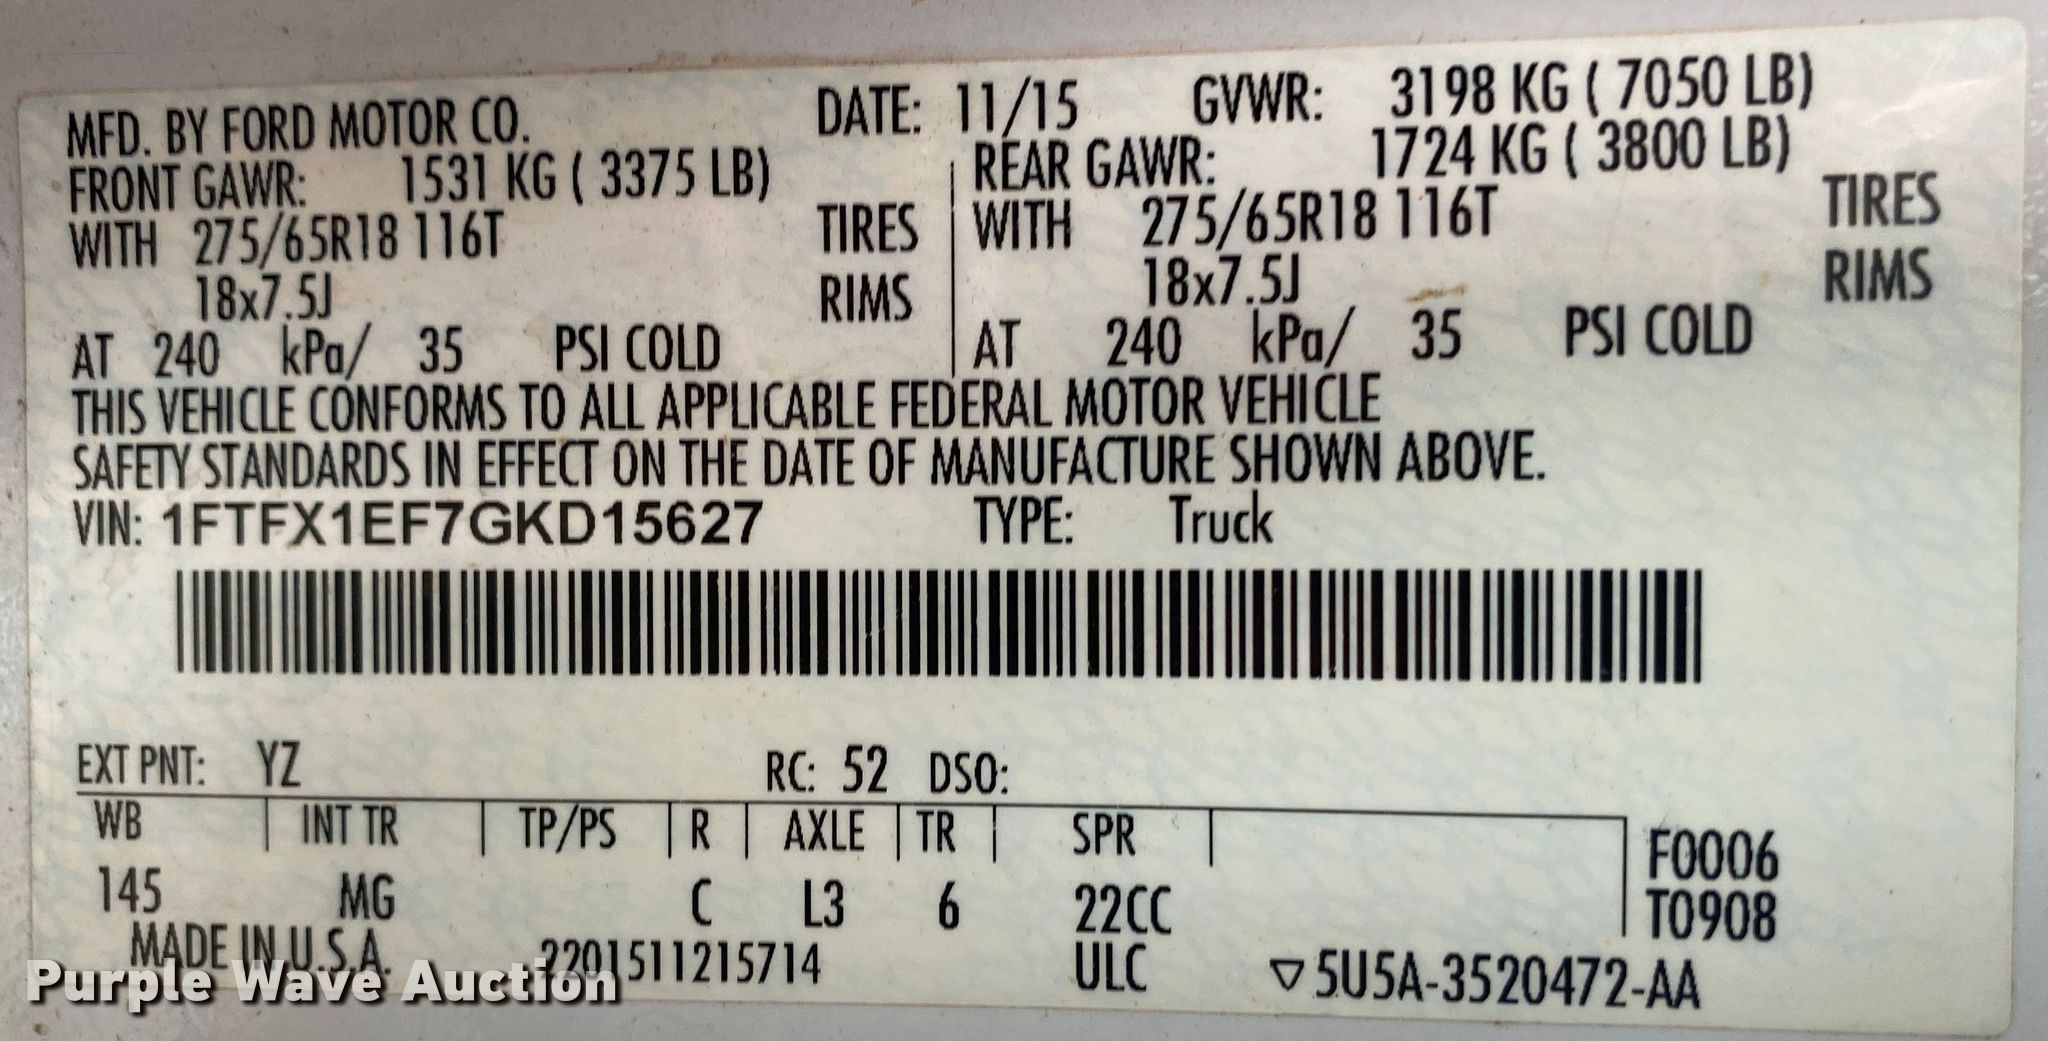 MFD. BY FORD MOTOR CO. DATE: 11/15 GVWR: 3198 KG ( 7050 LB)
FRONT GAWR: 1531 KG ( 3375 LB) REAR GAWR: 1724 KG ( 3800 LB)
WITH 275/65R18 116T TIRES WITH 275/65R18 116T TIRES
18x7.5J RIMS 18x7.5J RIMS
AT 240 kPa/ 35 PSI COLD AT 240 kPa/ 35 PSI COLD
THIS VEHICLE CONFORMS TO ALL APPLICABLE FEDERAL MOTOR VEHICLE
SAFETY STANDARDS IN EFFECT ON THE DATE OF MANUFACTURE SHOWN ABOVE.
VIN: 1FTFX1EF7GKD15627 TYPE: Truck
EXT PNT: YZ RC: 52 DSO:
WB INT TR TP/PS R AXLE TR SPR F0006
145 MG C L3 6 22CC T0908
MADE IN U.S.A. 2201511215714 ULC ▽5U5A-3520472-AA
Purple Wave Auction